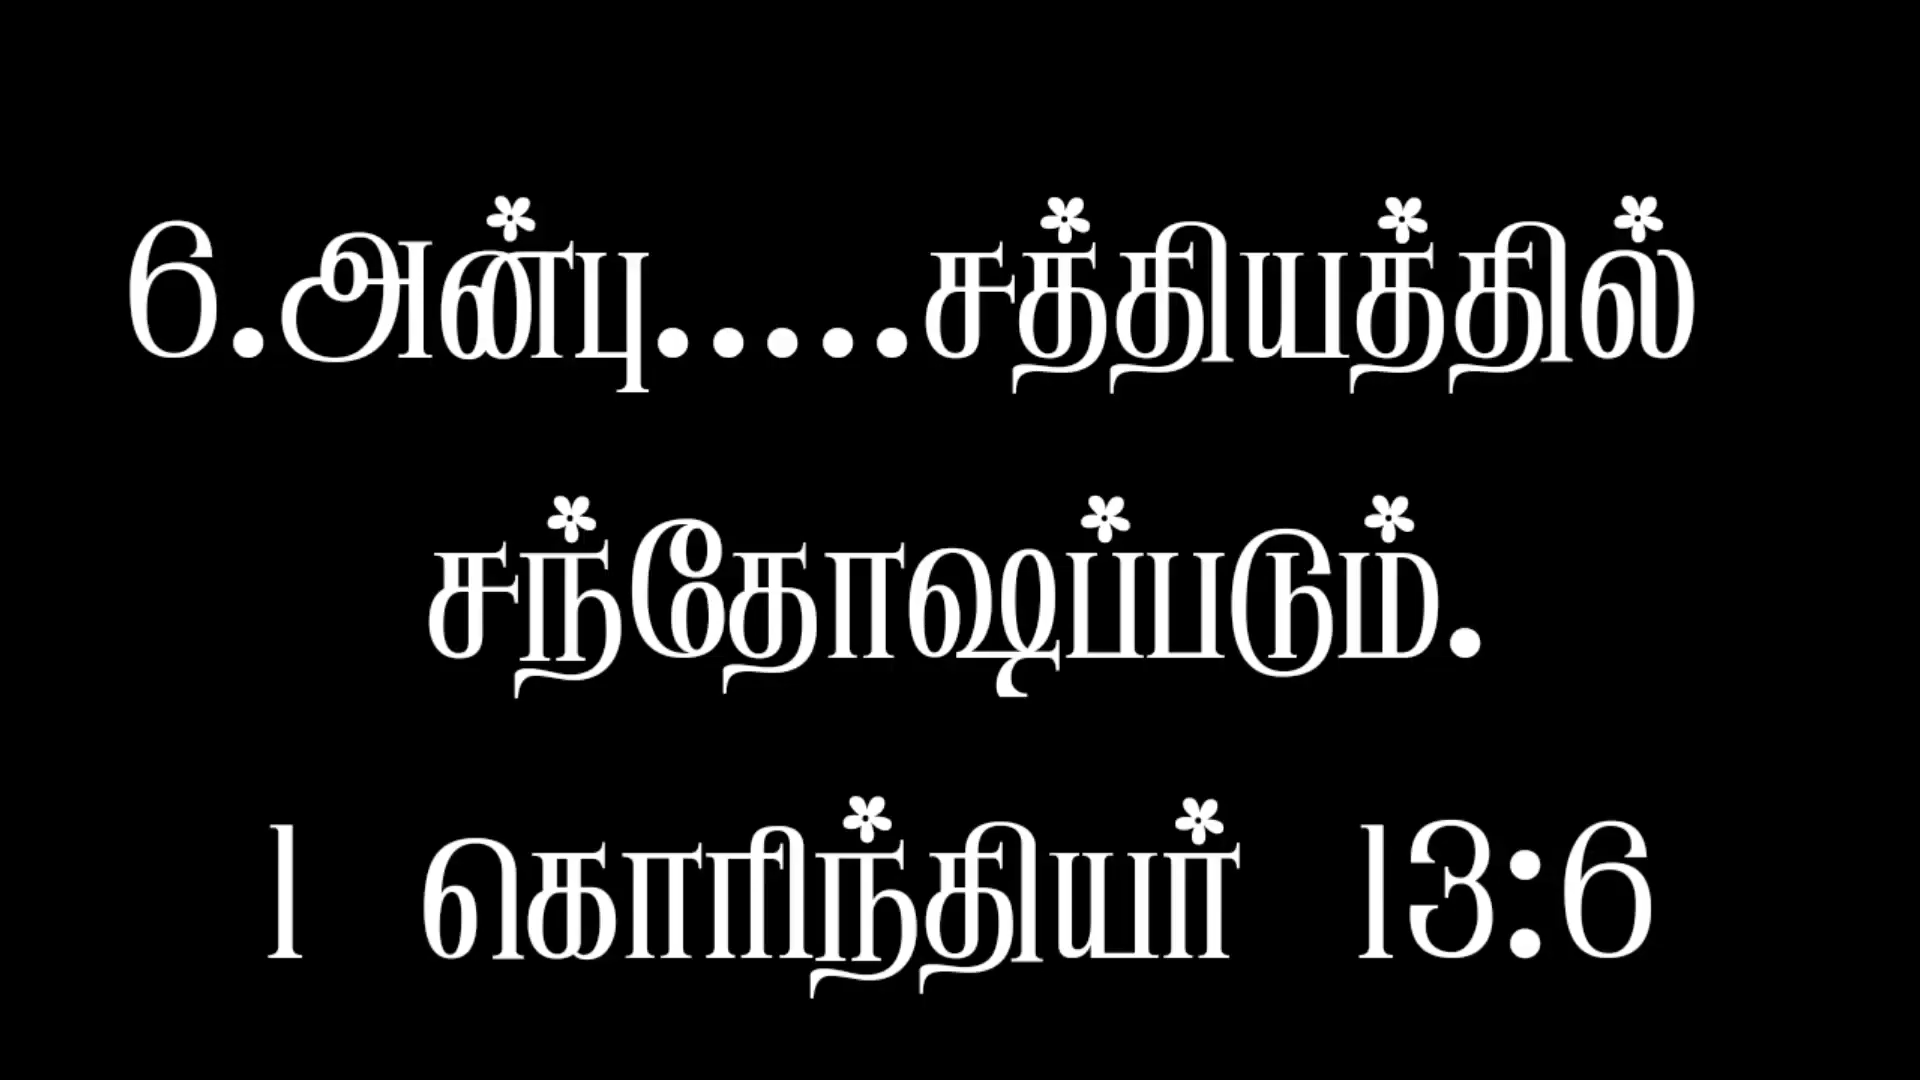 6.அன்பு.....சத்தியத்தில்
சந்தோஷப்படும்.
1 கொரிந்தியர் 13:6